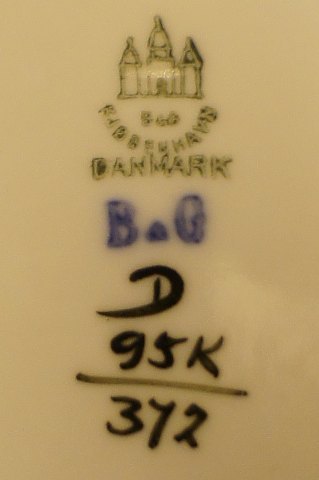 B&G
KJØBENHAVN
DANMARK
B&G
D
95K
372